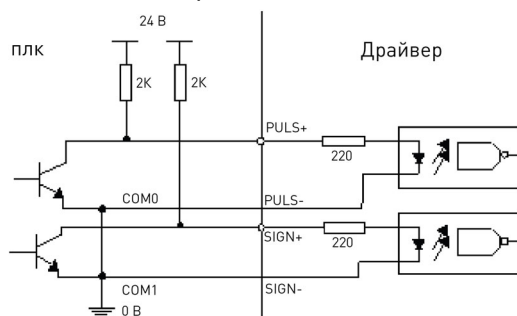 24 В
ПЛК
Драйвер
2K
2K
PULS+
220
COM0
PULS-
SIGN+
220
COM1
SIGN-
0 В